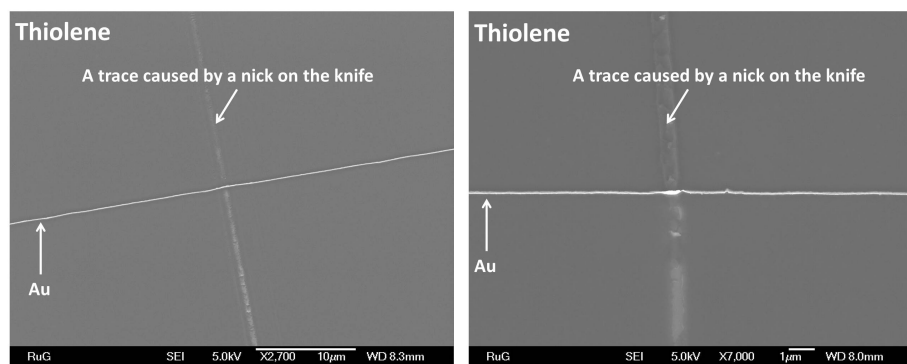 Thiolene
A trace caused by a nick on the knife
Au
RuG SEI 5.0kV X2,700 10μm WD 8.3mm
Thiolene
A trace caused by a nick on the knife
Au
RuG SEI 5.0kV X7,000 1μm WD 8.0mm